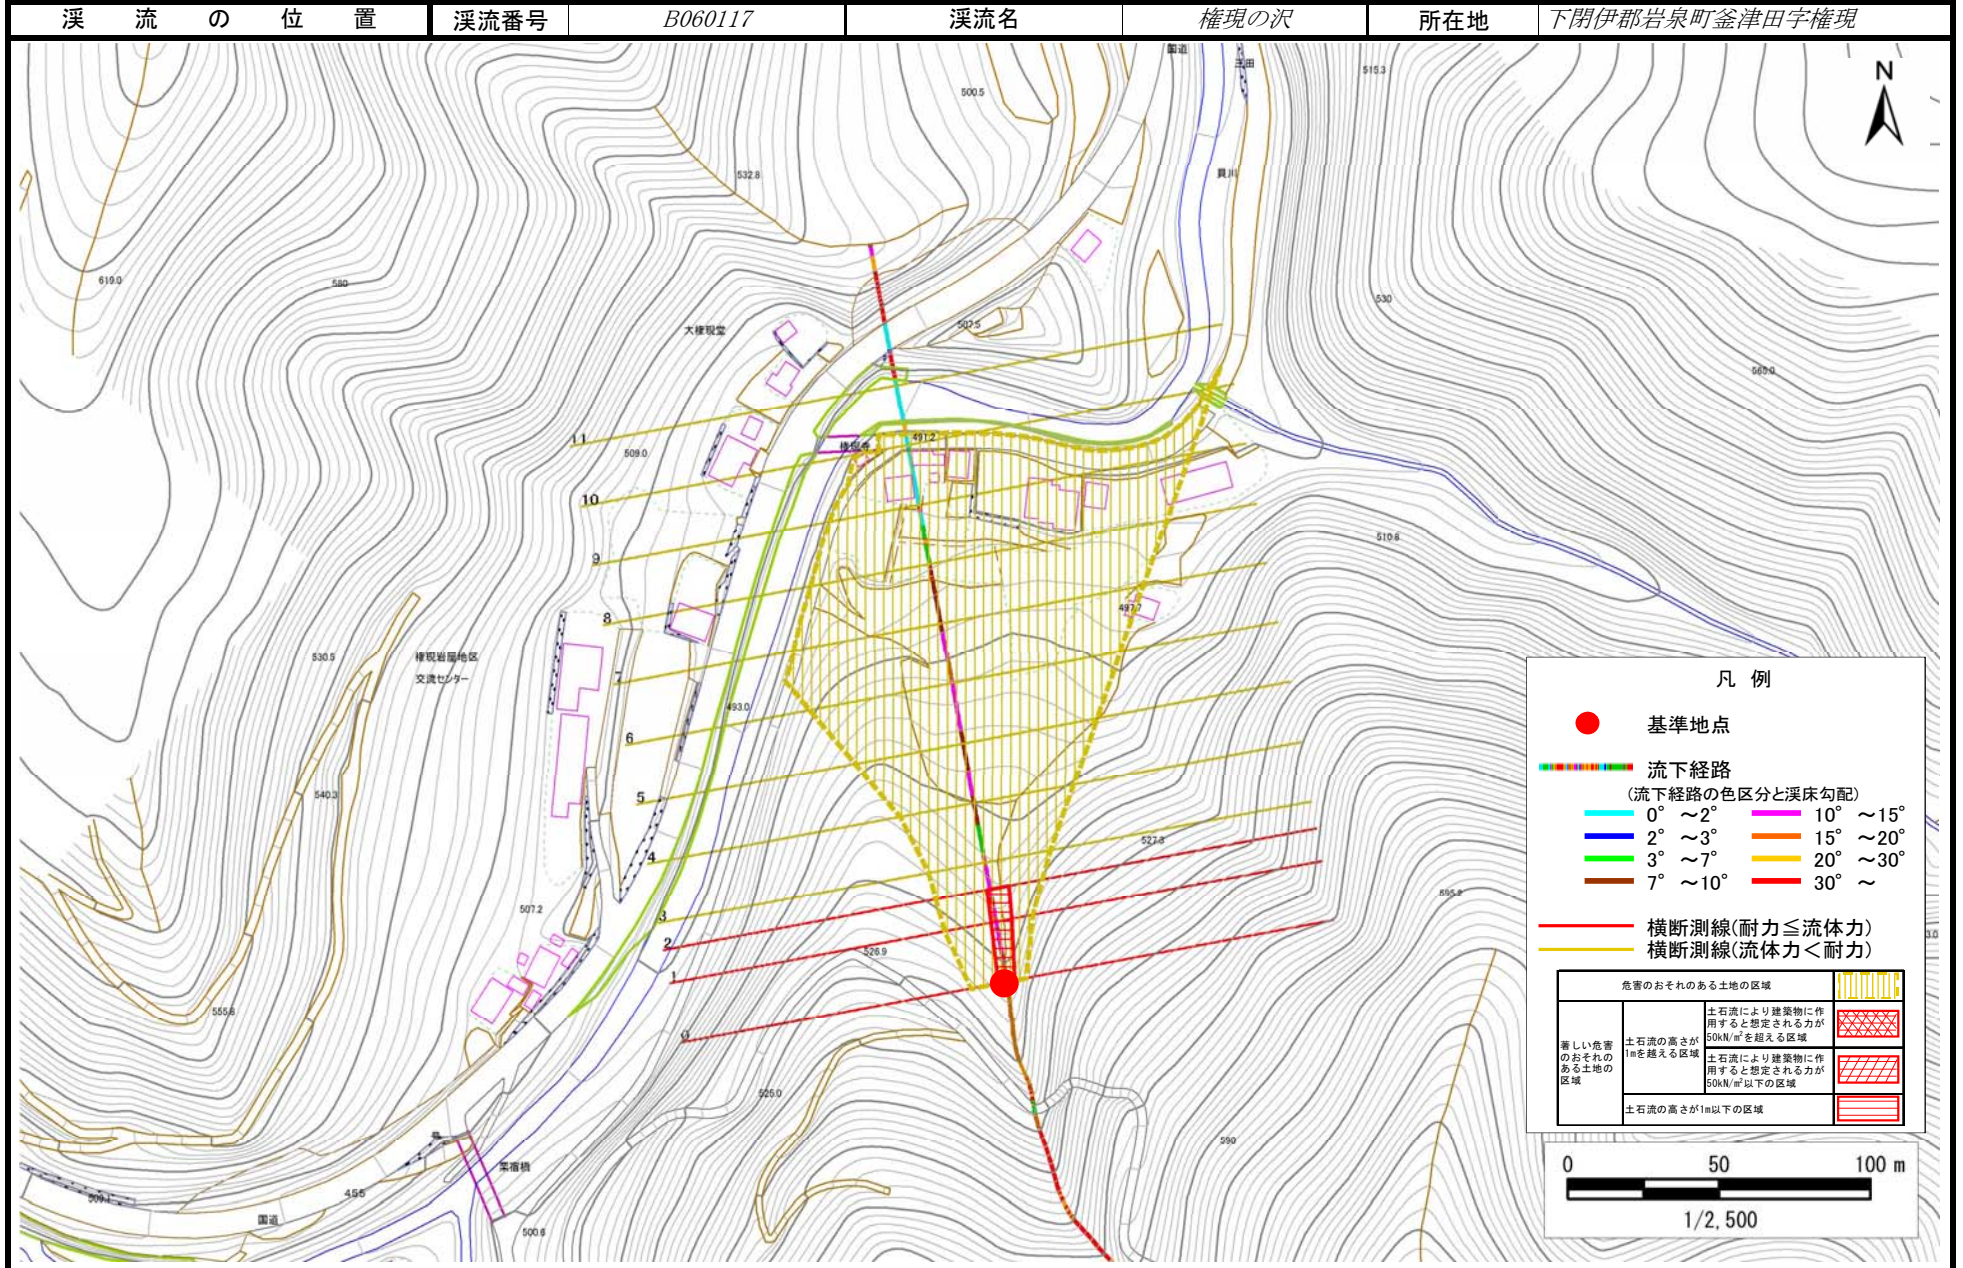 渓流の位置 渓流番号 B060117 渓流名 権現の沢 所在地 下閉伊郡岩泉町釜津田字権現
国道
三田
515.3
500.5
N
532.8
貝川
619.0
580
530
大権現堂
507.5
565.0
11
509.0
491.2
10
510.8
9
497.7
8
530.5
権現岩屋地区
交流センター
7
493.0
6
540.3
5
527.3
4
507.2
3
2
526.9
1
555.8
0
525.0
590
栗宿橋
509.1
455
国道
500.6
凡 例
基準地点
流下経路
(流下経路の色区分と渓床勾配)
0° ～2° 10° ～15°
2° ～3° 15° ～20°
3° ～7° 20° ～30°
7° ～10° 30° ～
横断測線(耐力≦流体力)
横断測線(流体力＜耐力)
危害のおそれのある土地の区域
著しい危害
のおそれの
ある土地の
区域
土石流の高さが
1mを越える区域
土石流により建築物に作
用すると想定される力が
50kN/㎡を超える区域
土石流により建築物に作
用すると想定される力が
50kN/㎡以下の区域
土石流の高さが1m以下の区域
0 50 100 m
1/2,500